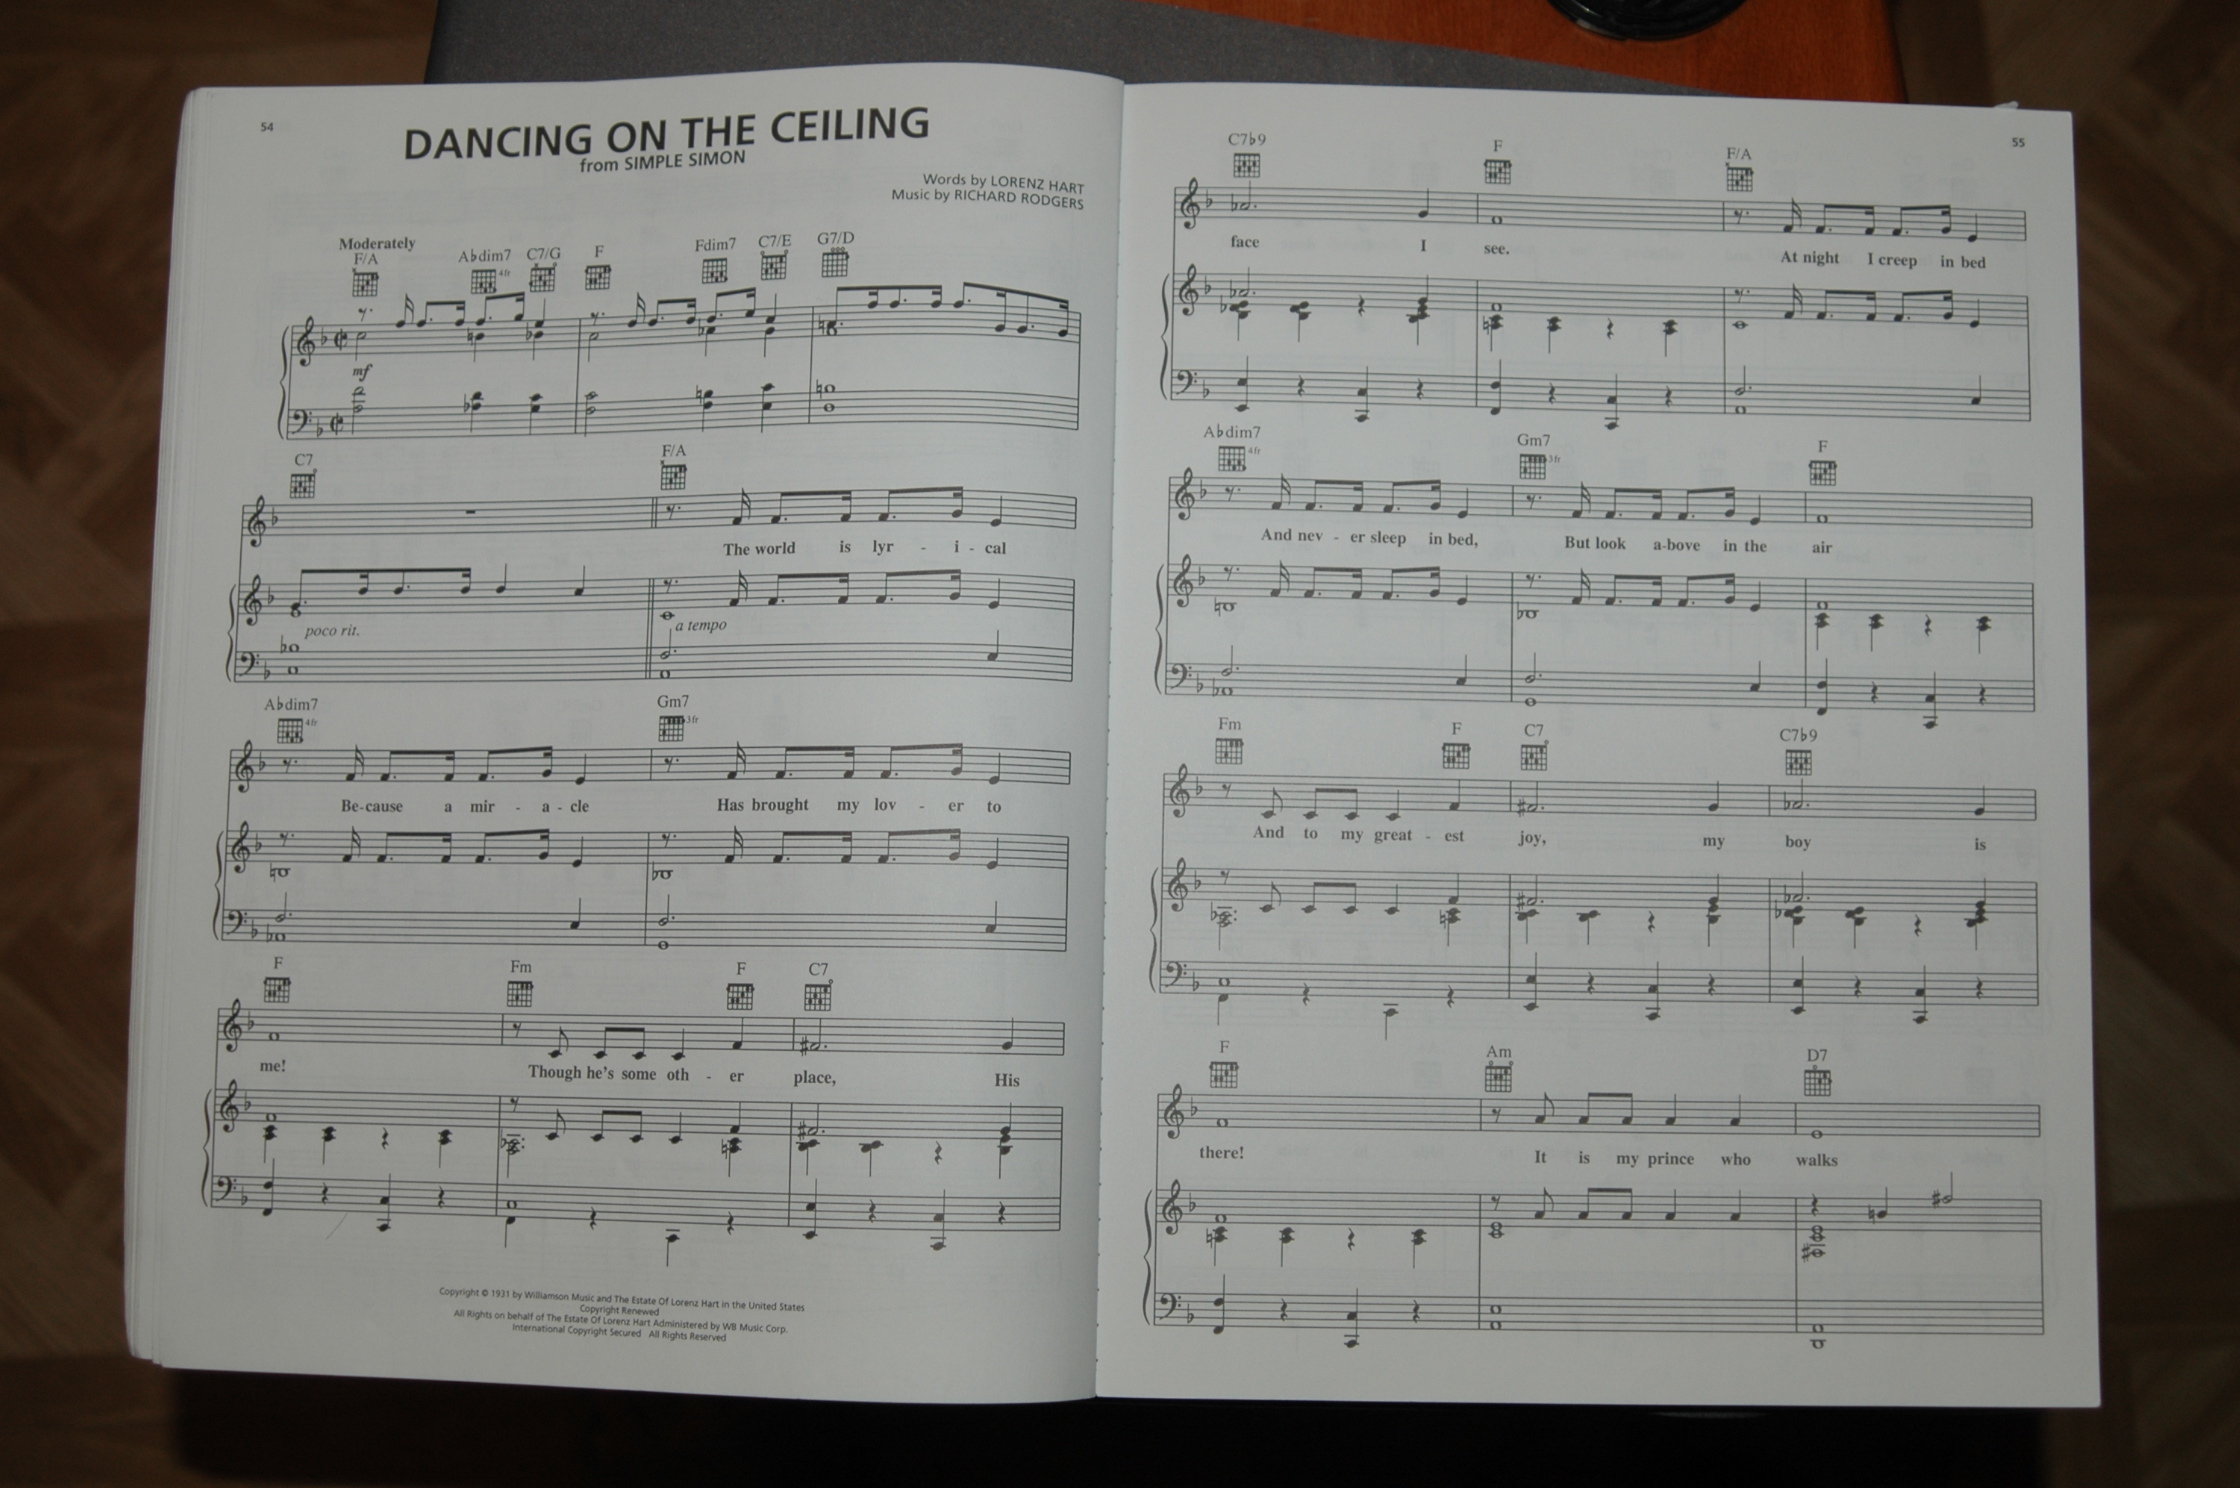 54
DANCING ON THE CEILING
from SIMPLE SIMON
Words by LORENZ HART
Music by RICHARD RODGERS
Moderately
F/A A♭dim7 C7/G F Fdim7 C7/E G7/D
4fr
mf
C7 F/A
The world is lyr - i - cal
poco rit. a tempo
A♭dim7 Gm7
4fr 3fr
Be-cause a mir - a - cle Has brought my lov - er to
F Fm F C7
me! Though he's some oth - er place, His
Copyright © 1931 by Williamson Music and The Estate Of Lorenz Hart in the United States
Copyright Renewed
All Rights on behalf of The Estate Of Lorenz Hart Administered by WB Music Corp.
International Copyright Secured All Rights Reserved
55
C7♭9 F F/A
face I see. At night I creep in bed
A♭dim7 Gm7 F
4fr 3fr
And nev - er sleep in bed, But look a-bove in the air
Fm F C7 C7♭9
And to my great - est joy, my boy is
F Am D7
there! It is my prince who walks